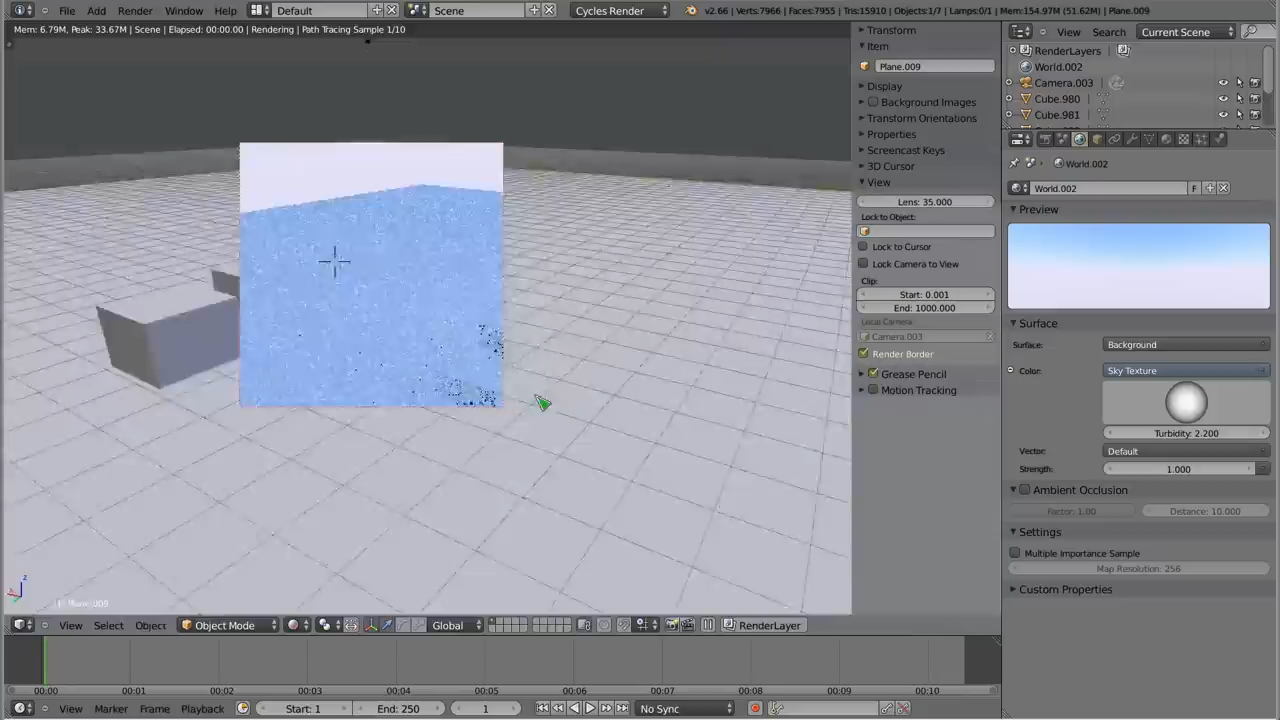 File Add Render Window Help Default Scene Cycles Render v2.66 | Verts:7966 | Faces:7955 | Tris:15910 | Objects:1/7 | Lamps:0/1 | Mem:154.97M (51.62M) | Plane.009
Mem: 6.79M, Peak: 33.67M | Scene | Elapsed: 00:00.00 | Rendering | Path Tracing Sample 1/10
Transform
Item
Plane.009
Display
Background Images
Transform Orientations
Properties
Screencast Keys
3D Cursor
View
Lens: 35.000
Lock to Object:
Lock to Cursor
Lock Camera to View
Clip:
Start: 0.001
End: 1000.000
Local Camera:
Camera.003
Render Border
Grease Pencil
Motion Tracking
View Search Current Scene
RenderLayers
World.002
Camera.003
Cube.980
Cube.981
World.002
World.002 F
Preview
Surface
Surface: Background
Color: Sky Texture
Turbidity: 2.200
Vector: Default
Strength: 1.000
Ambient Occlusion
Factor: 1.00 Distance: 10.000
Settings
Multiple Importance Sample
Map Resolution: 256
Custom Properties
(1) Plane.009
View Select Object Object Mode Global RenderLayer
00:00 00:01 00:02 00:03 00:04 00:05 00:06 00:07 00:08 00:09 00:10
View Marker Frame Playback Start: 1 End: 250 1 No Sync